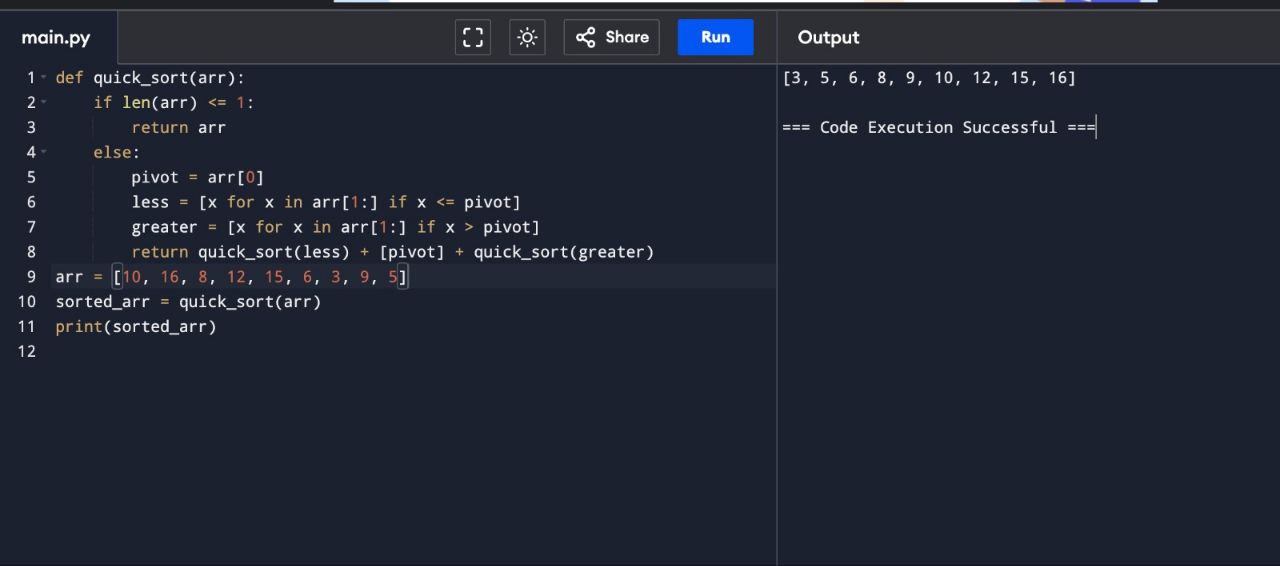 main.py Share Run Output
1 def quick_sort(arr):
2     if len(arr) <= 1:
3         return arr
4     else:
5         pivot = arr[0]
6         less = [x for x in arr[1:] if x <= pivot]
7         greater = [x for x in arr[1:] if x > pivot]
8         return quick_sort(less) + [pivot] + quick_sort(greater)
9 arr = [10, 16, 8, 12, 15, 6, 3, 9, 5]
10 sorted_arr = quick_sort(arr)
11 print(sorted_arr)
12
[3, 5, 6, 8, 9, 10, 12, 15, 16]
=== Code Execution Successful ===